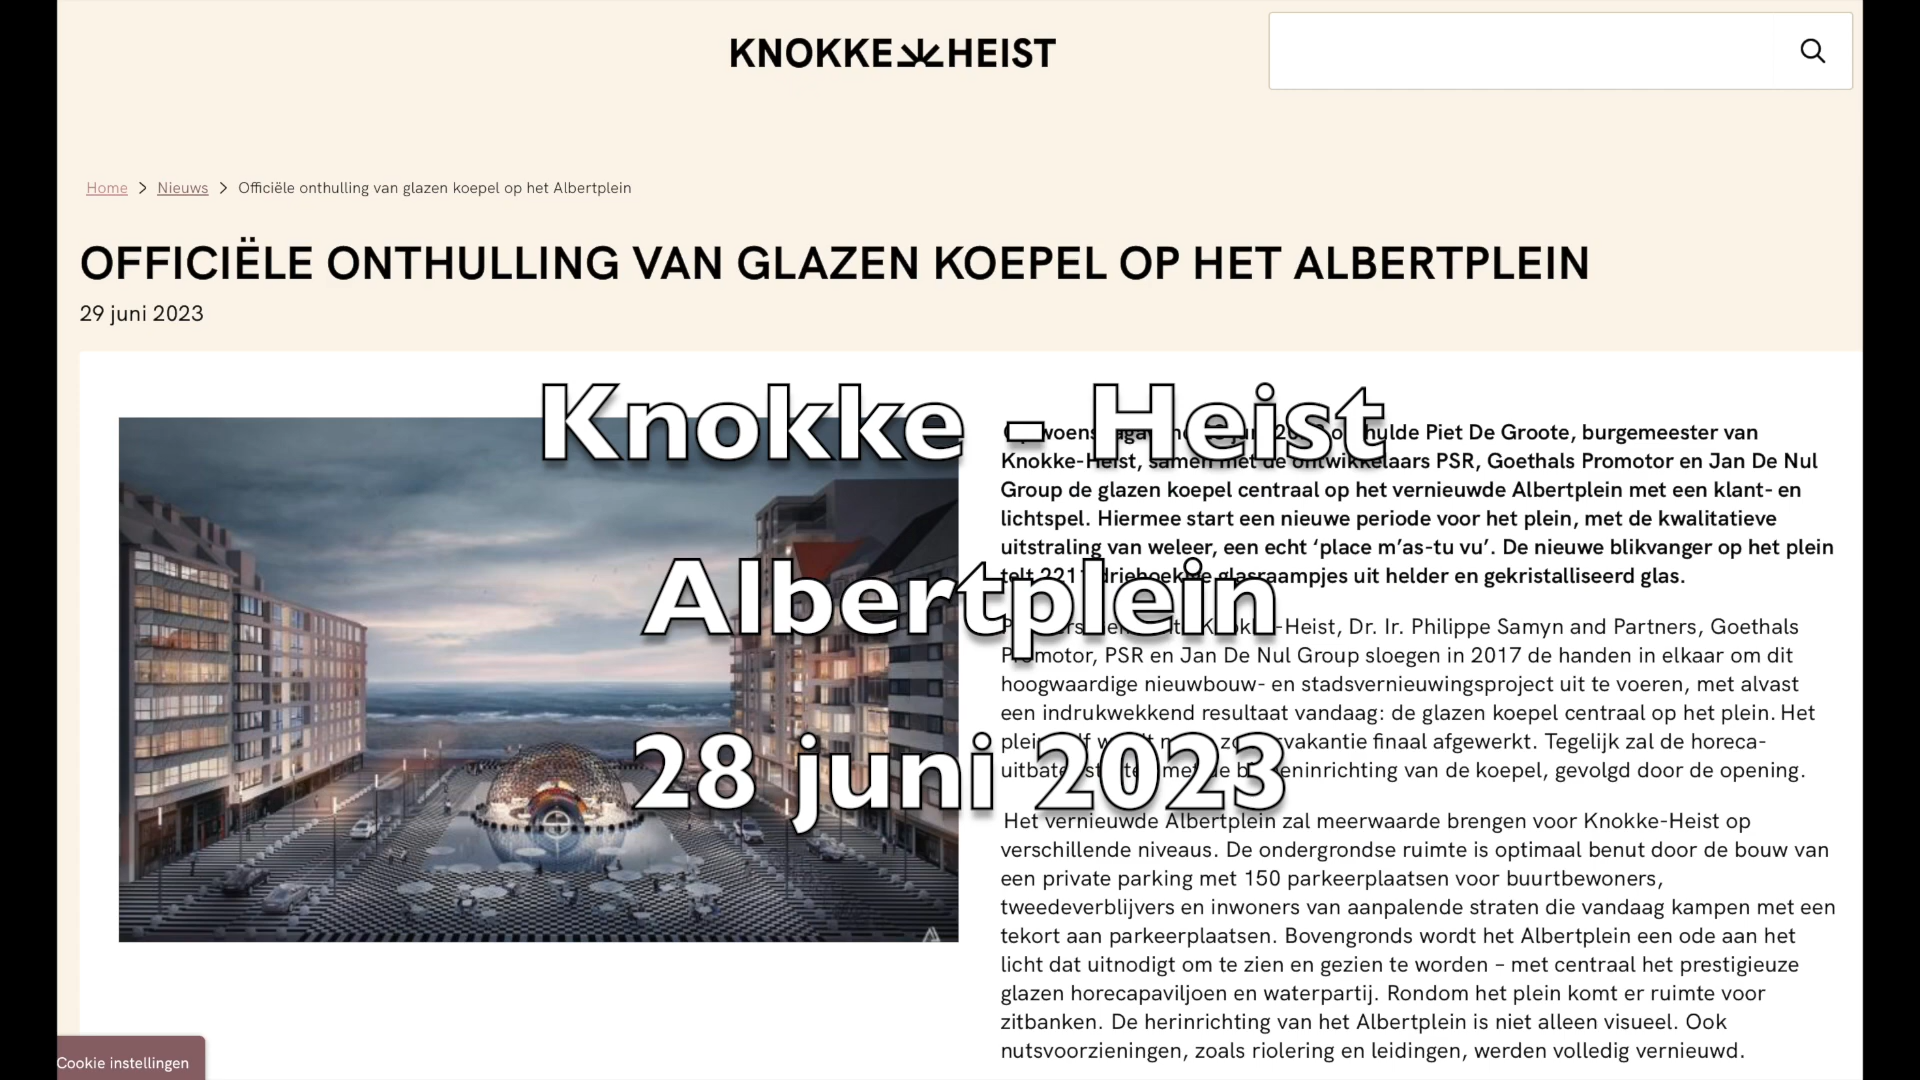 KNOKKE HEIST
Home > Nieuws > Officiële onthulling van glazen koepel op het Albertplein
OFFICIËLE ONTHULLING VAN GLAZEN KOEPEL OP HET ALBERTPLEIN
29 juni 2023
Knokke - Heist
Albertplein
28 juni 2023
hulde Piet De Groote, burgemeester van
Knokke-Heist, samen met de ontwikkelaars PSR, Goethals Promotor en Jan De Nul
Group de glazen koepel centraal op het vernieuwde Albertplein met een klant- en
lichtspel. Hiermee start een nieuwe periode voor het plein, met de kwalitatieve
uitstraling van weleer, een echt ‘place m’as-tu vu’. De nieuwe blikvanger op het plein
telt 2211 driehoekige glasraampjes uit helder en gekristalliseerd glas.
-Heist, Dr. Ir. Philippe Samyn and Partners, Goethals
Promotor, PSR en Jan De Nul Group sloegen in 2017 de handen in elkaar om dit
hoogwaardige nieuwbouw- en stadsvernieuwingsproject uit te voeren, met alvast
een indrukwekkend resultaat vandaag: de glazen koepel centraal op het plein. Het
finaal afgewerkt. Tegelijk zal de horeca-
van de koepel, gevolgd door de opening.
Het vernieuwde Albertplein zal meerwaarde brengen voor Knokke-Heist op
verschillende niveaus. De ondergrondse ruimte is optimaal benut door de bouw van
een private parking met 150 parkeerplaatsen voor buurtbewoners,
tweedeverblijvers en inwoners van aanpalende straten die vandaag kampen met een
tekort aan parkeerplaatsen. Bovengronds wordt het Albertplein een ode aan het
licht dat uitnodigt om te zien en gezien te worden – met centraal het prestigieuze
glazen horecapaviljoen en waterpartij. Rondom het plein komt er ruimte voor
zitbanken. De herinrichting van het Albertplein is niet alleen visueel. Ook
nutsvoorzieningen, zoals riolering en leidingen, werden volledig vernieuwd.
Cookie instellingen